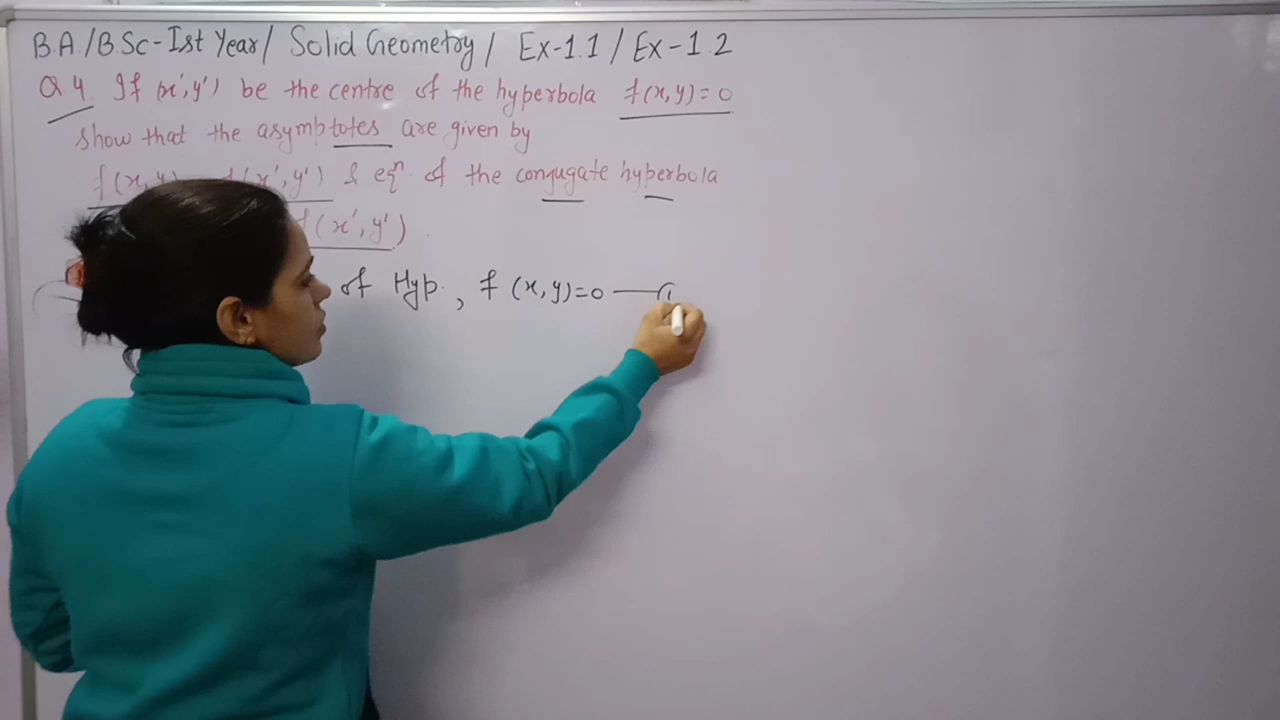 B.A./B.Sc-Ist Year/ Solid Geometry / Ex-1.1 / Ex-1.2
Q 4 If (x',y') be the centre of the hyperbola f(x,y)=0
show that the asymptotes are given by
f(x,y) f(x',y') & eqn of the conjugate hyperbola
f(x',y').
of Hyp., f(x,y)=0 —(1